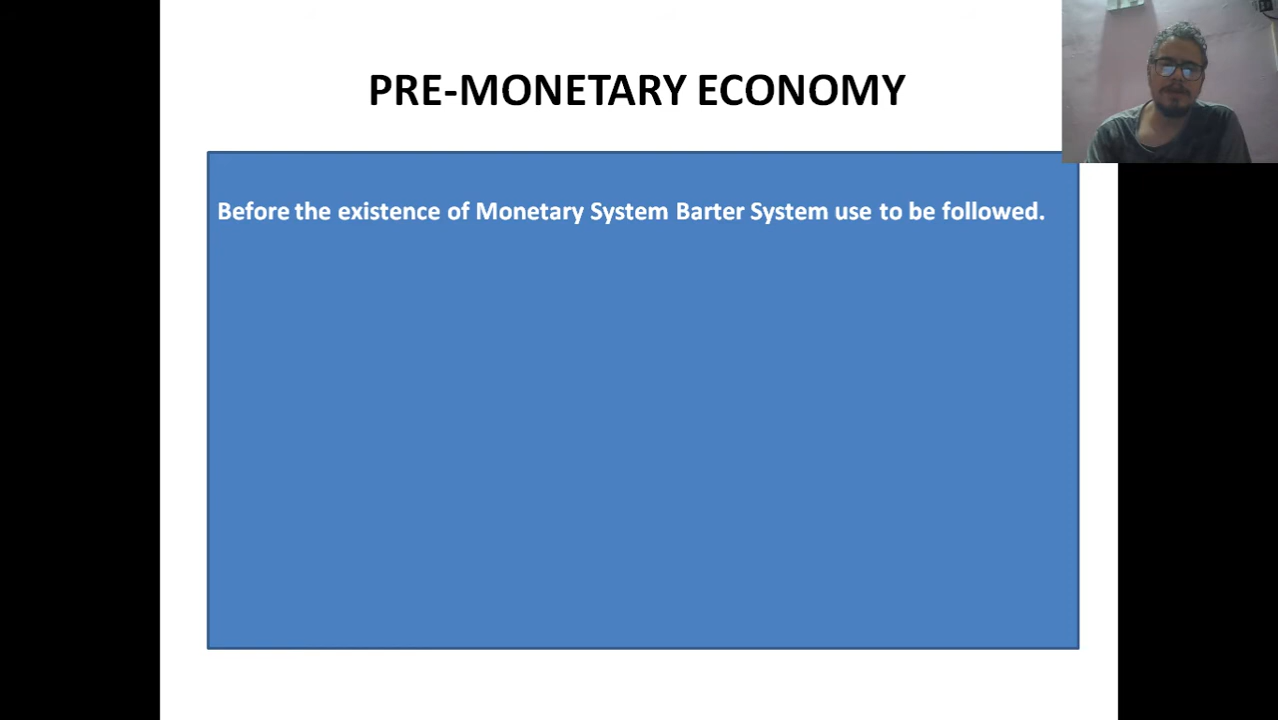 PRE-MONETARY ECONOMY
Before the existence of Monetary System Barter System use to be followed.